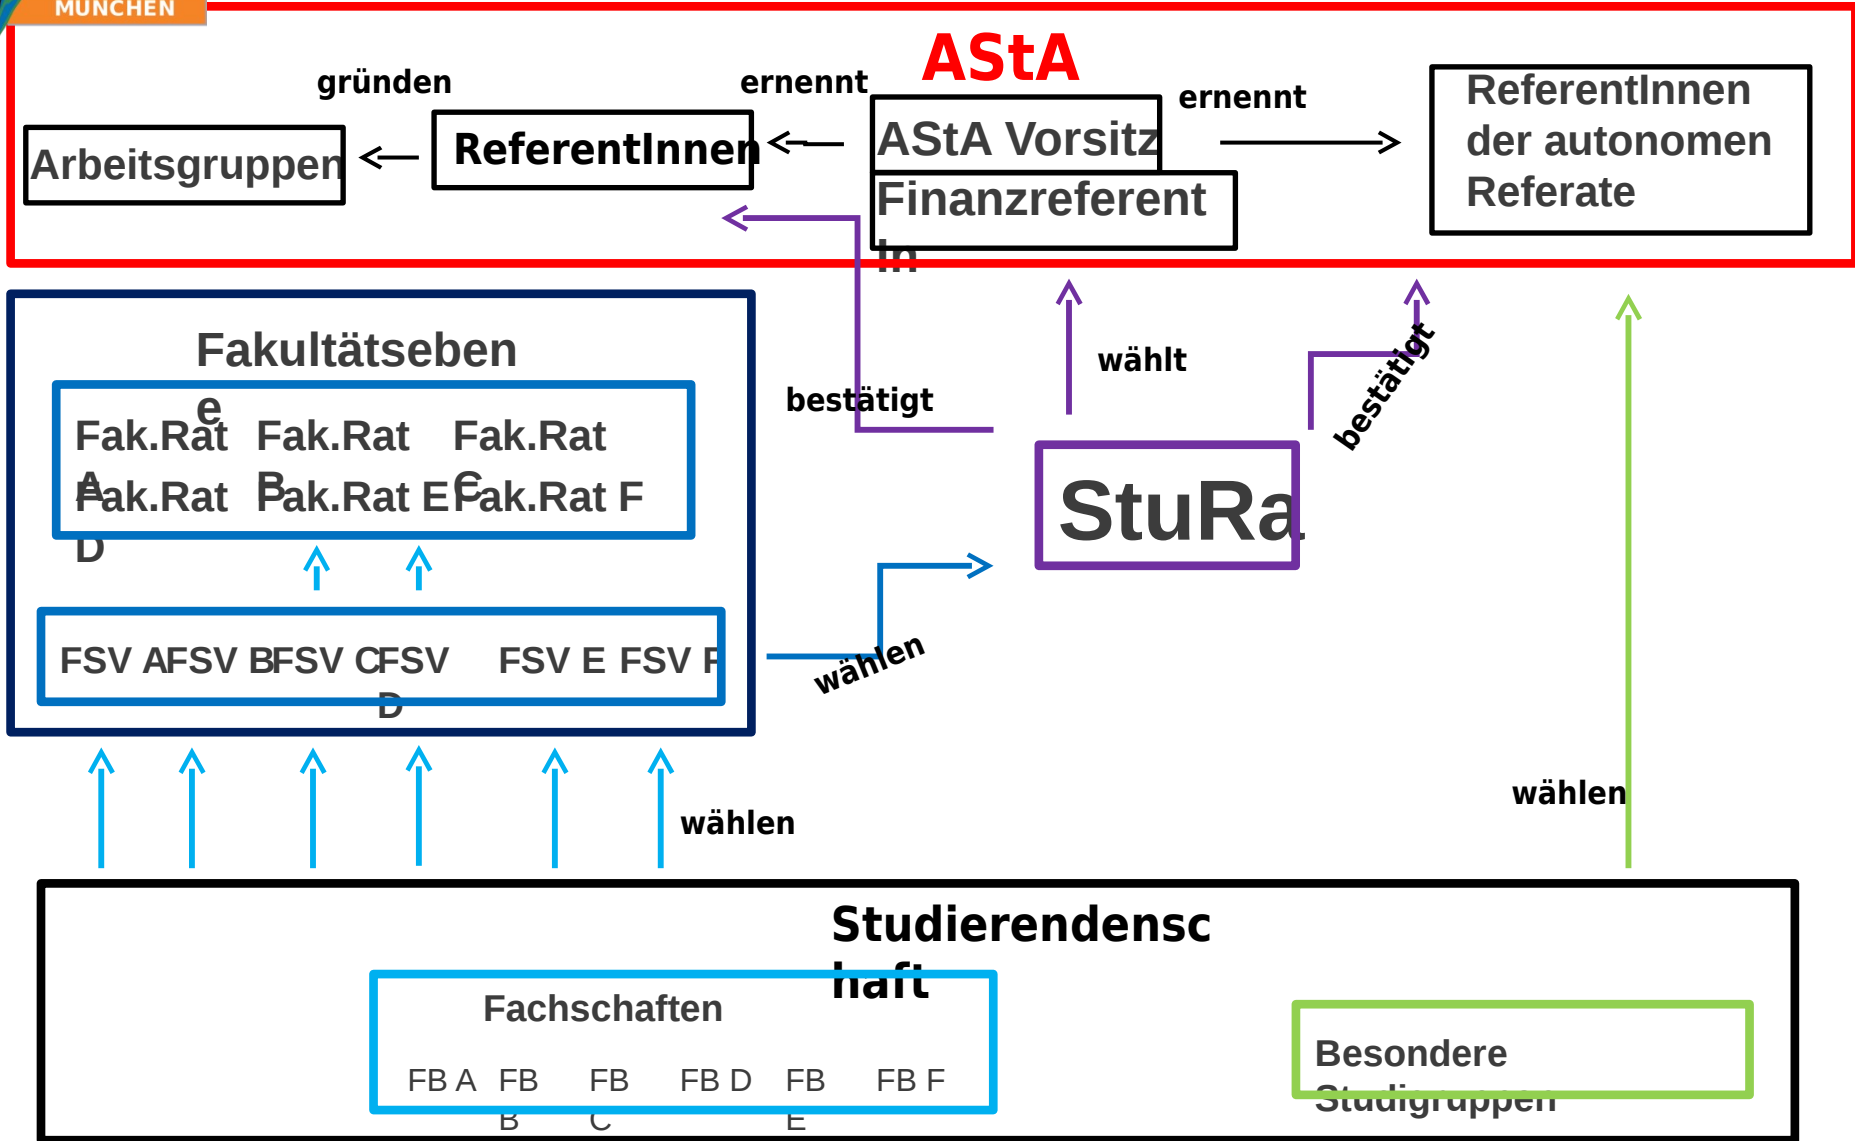 MÜNCHEN
AStA
gründen
ernennt
ernennt
Arbeitsgruppen
ReferentInnen
AStA Vorsitz
Finanzreferent
In
ReferentInnen
der autonomen
Referate
Fakultätseben
e
Fak.Rat
A
Fak.Rat
B
Fak.Rat
C
Fak.Rat
D
Fak.Rat E
Fak.Rat F
bestätigt
wählt
bestätigt
StuRa
FSV A
FSV B
FSV C
FSV
D
FSV E
FSV F
wählen
wählen
wählen
Studierendensc
haft
Fachschaften
FB A
FB
B
FB
C
FB D
FB
E
FB F
Besondere
Studigruppen